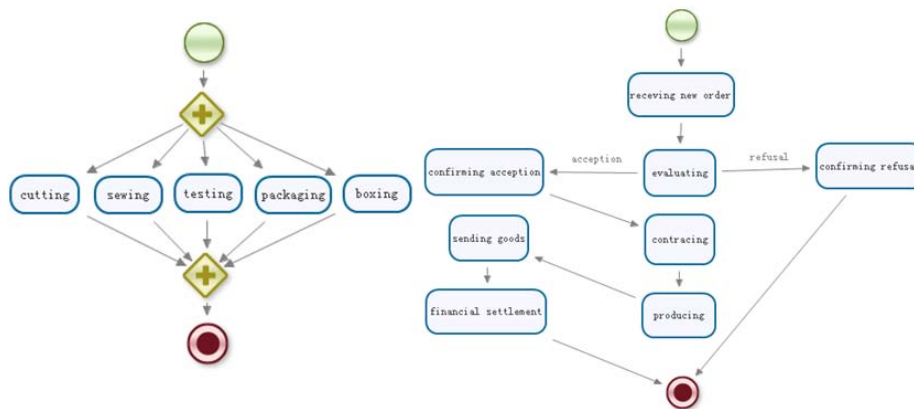 cutting
sewing
testing
packaging
boxing
receving new order
acception
evaluating
refusal
confirming acception
confirming refusa
sending goods
contracing
financial settlement
producing